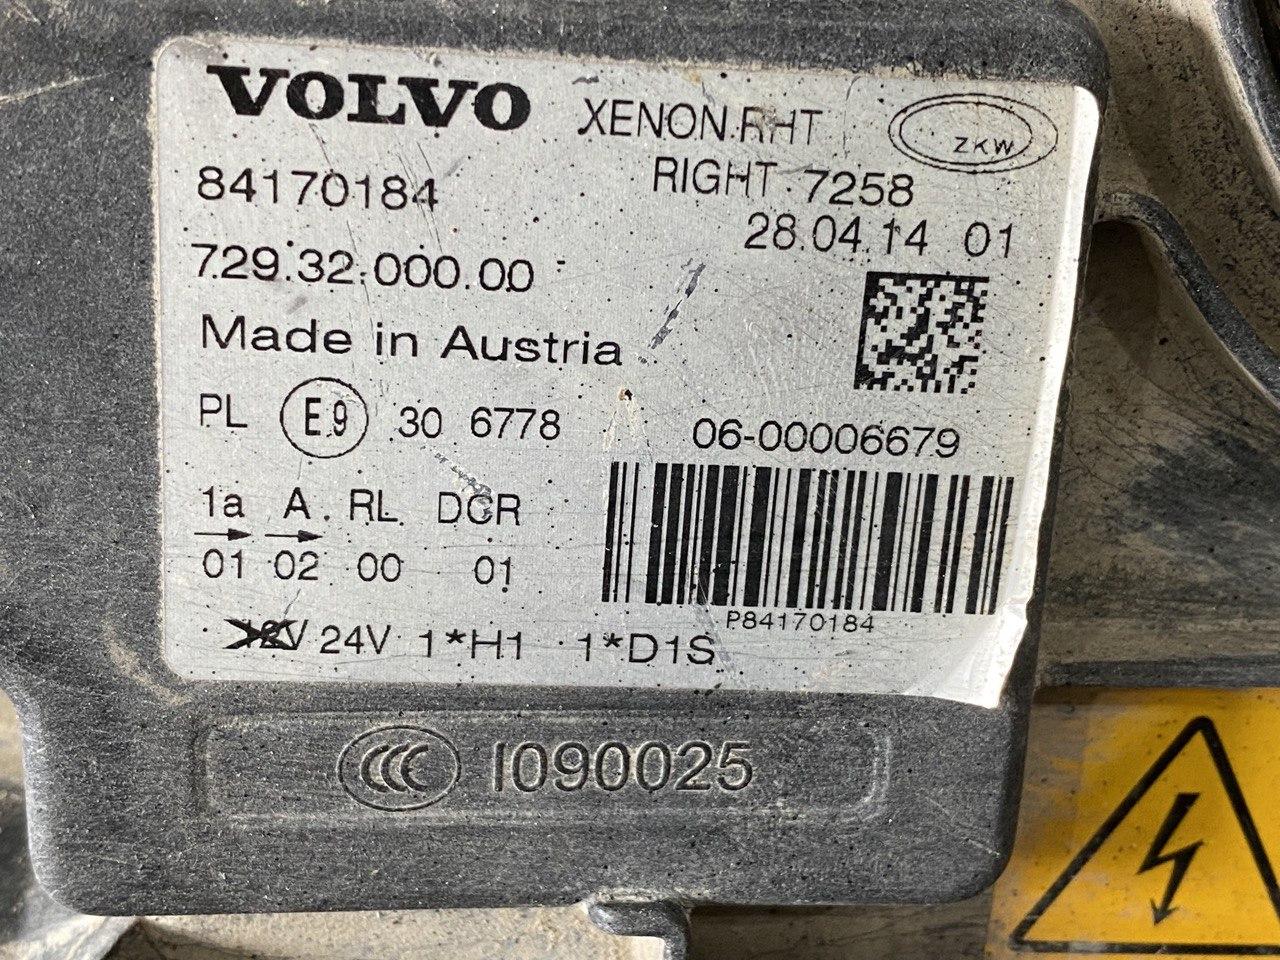 VOLVO XENON RHT ZKW
84170184 RIGHT 7258
28.04.14 01
729.32.000.00
Made in Austria
PL E9 30 6778 06-00006679
1a A RL DCR
01 02 00 01
P84170184
12V 24V 1*H1 1*D1S
CCC I090025